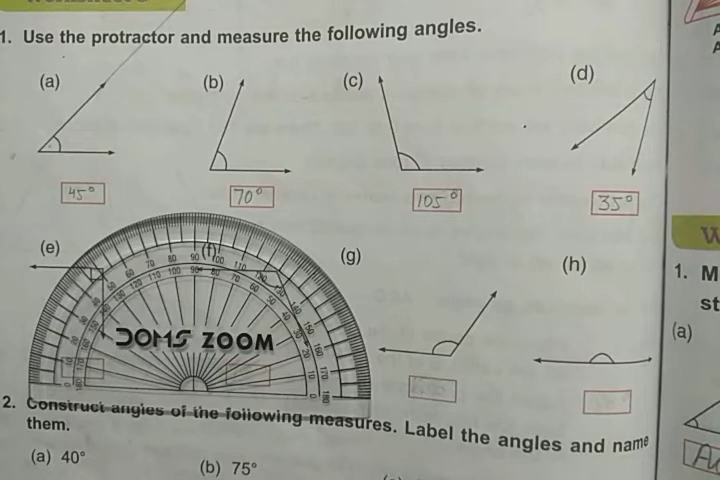 1. Use the protractor and measure the following angles.
(a) (b) (c) (d)
45° 70° 105° 35°
(e) (f) (g) (h)
DOMS ZOOM
2. Construct angles of the following measures. Label the angles and name
them.
(a) 40° (b) 75°
1. M
st
(a)